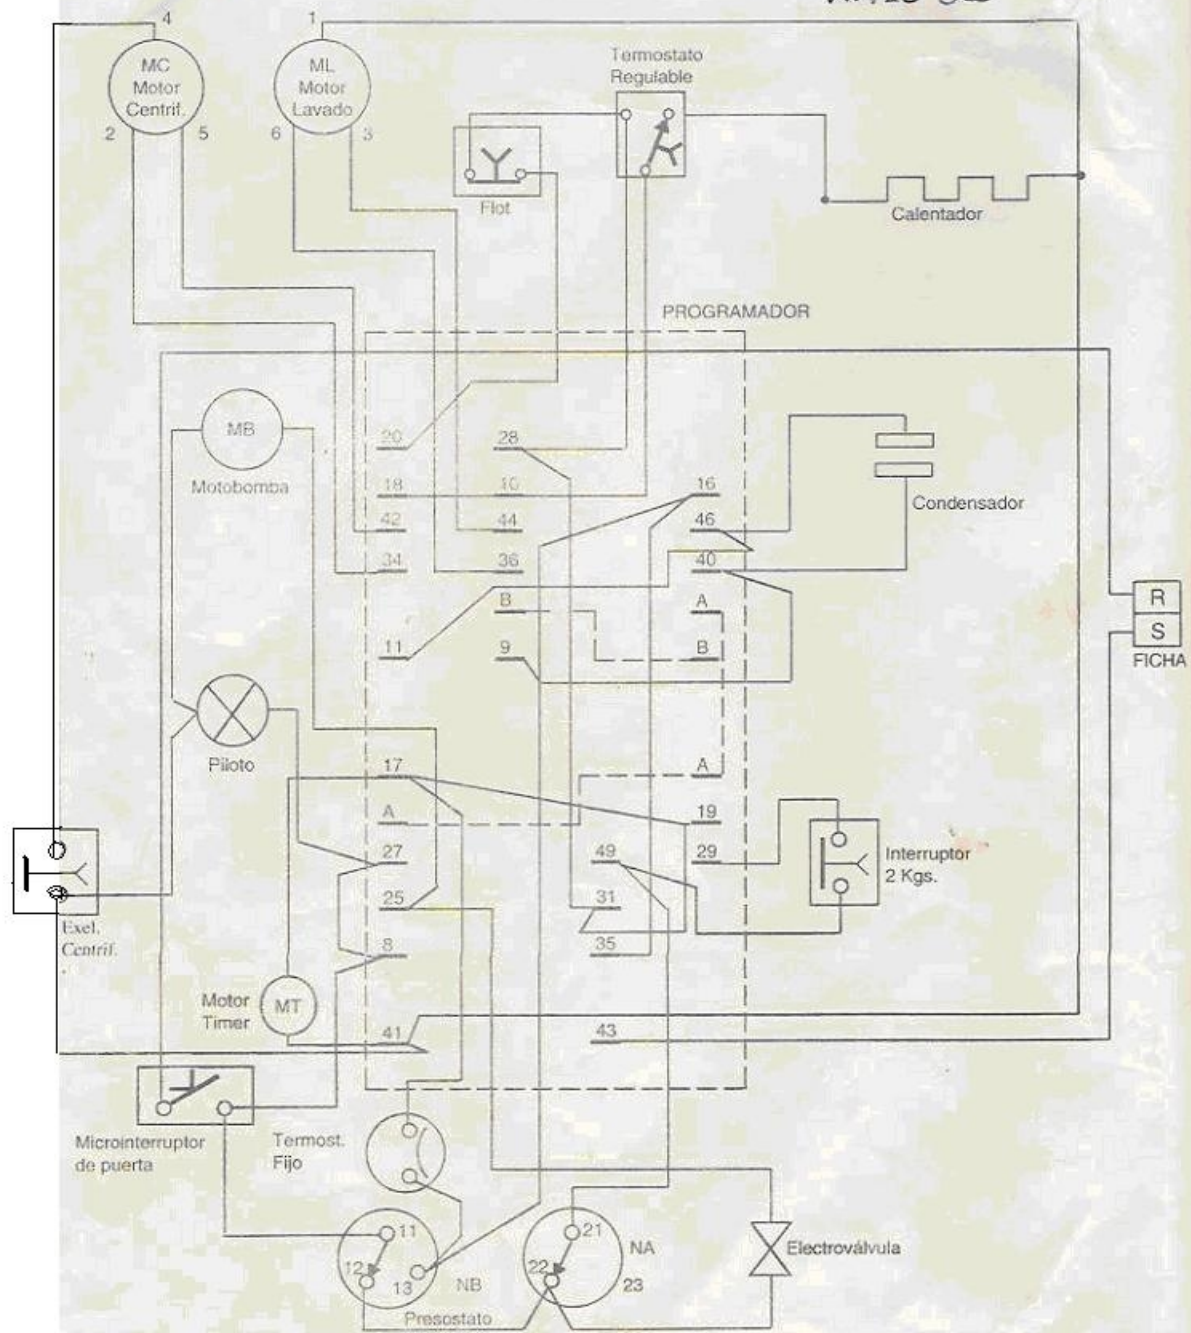 4
1
MC
Motor
Centrif.
2
5
ML
Motor
Lavado
6
3
Termostato
Regulable
Flot
Calentador
PROGRAMADOR
MB
Motobomba
20
28
18
10
16
42
44
46
34
36
40
Condensador
B
A
11
9
B
R
S
FICHA
Piloto
17
A
A
19
27
49
29
Interruptor
2 Kgs.
25
31
Exel.
Centrif.
8
35
Motor
Timer
MT
41
43
Microinterruptor
de puerta
Termost.
Fijo
11
12
13
NB
Presostato
21
22
NA
23
Electroválvula